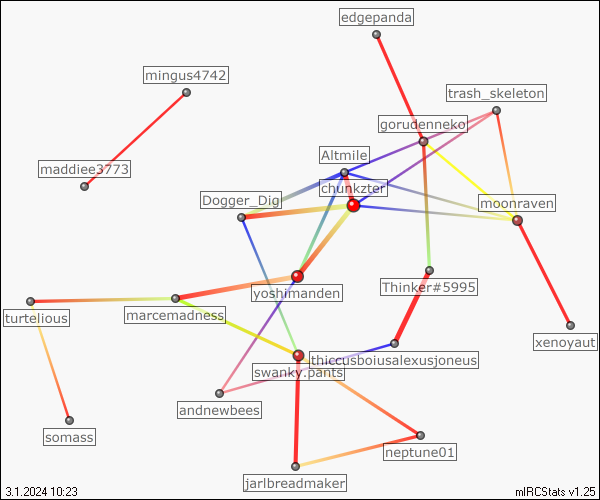 edgepanda
mingus4742
trash_skeleton
gorudenneko
Altmile
maddiee3773
chunkzter
Dogger_Dig
moonraven
Thinker#5995
yoshimanden
turtelious
marcemadness
xenoyaut
thiccusboiusalexusjoneus
swanky.pants
andnewbees
somass
neptune01
jarlbreadmaker
3.1.2024 10:23
mIRCStats v1.25